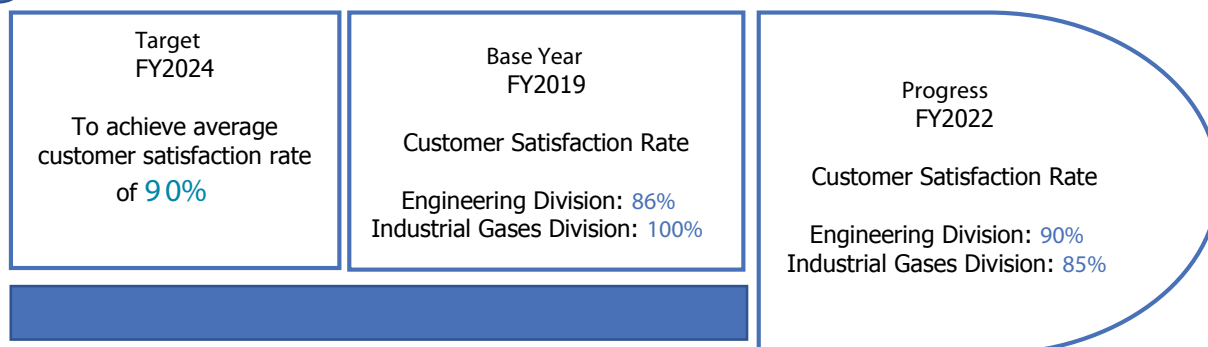 Target
FY2024
To achieve average
customer satisfaction rate
of 90%
Base Year
FY2019
Customer Satisfaction Rate
Engineering Division: 86%
Industrial Gases Division: 100%
Progress
FY2022
Customer Satisfaction Rate
Engineering Division: 90%
Industrial Gases Division: 85%